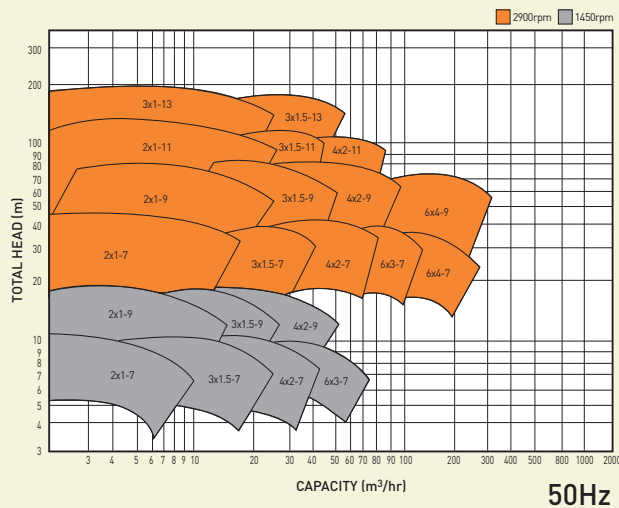 2900rpm 1450rpm
300
200
100
90
80
70
60
50
40
30
20
10
9
8
7
6
5
4
3
TOTAL HEAD (m)
3x1-13
3x1.5-13
2x1-11
3x1.5-11
4x2-11
2x1-9
3x1.5-9
4x2-9
6x4-9
2x1-7
3x1.5-7
4x2-7
6x3-7
6x4-7
2x1-9
3x1.5-9
4x2-9
2x1-7
3x1.5-7
4x2-7
6x3-7
3 4 5 6 7 8 9 10 20 30 40 50 60 70 80 90 100 200 300 400 500 600 800 1000 2000
CAPACITY (m³/hr)
50Hz